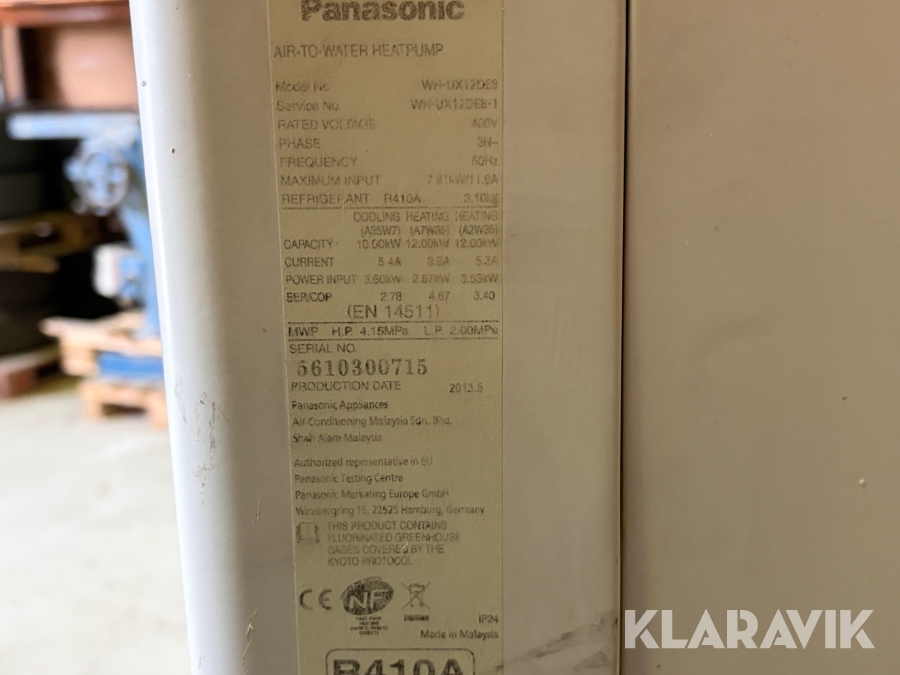 Panasonic
AIR-TO-WATER HEATPUMP
Model No. WH-UX12DE8
Service No. WH-UX12DE8-1
RATED VOLTAGE 400V
PHASE 3N~
FREQUENCY 50Hz
MAXIMUM INPUT 7.91kW/11.9A
REFRIGERANT R410A 3.10kg
COOLING HEATING HEATING
(A35W7) (A7W35) (A2W35)
CAPACITY 10.00kW 12.00kW 12.00kW
CURRENT 5.4A 3.9A 5.3A
POWER INPUT 3.60kW 2.57kW 3.53kW
EER/COP 2.78 4.67 3.40
(EN 14511)
MWP H.P. 4.15MPa L.P. 2.00MPa
SERIAL NO.
5610300715
PRODUCTION DATE 2013.5
Panasonic Appliances
Air-Conditioning Malaysia Sdn. Bhd.
Shah Alam Malaysia
Authorized representative in EU
Panasonic Testing Centre
Panasonic Marketing Europe GmbH
Winsbergring 15, 22525 Hamburg, Germany
THIS PRODUCT CONTAINS
FLUORINATED GREENHOUSE
GASES COVERED BY THE
KYOTO PROTOCOL
CE NF
IP24
Made in Malaysia
R410A
KLARAVIK